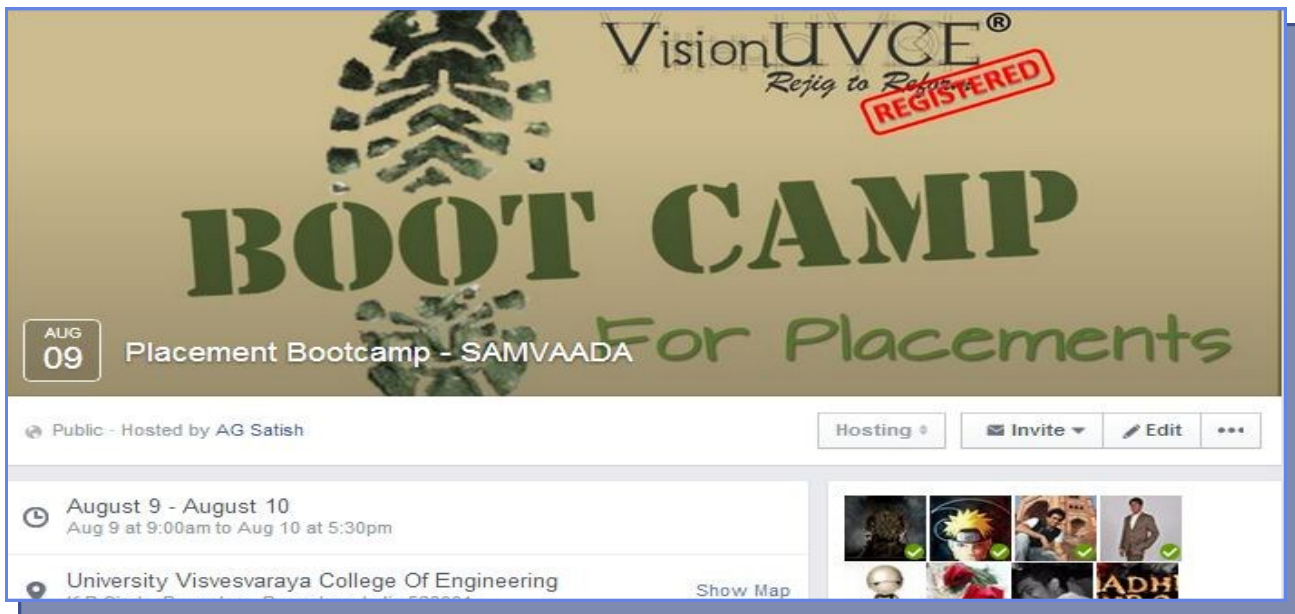 VisionUVCE®
Rejig to Reform
REGISTERED
BOOT CAMP
For Placements
AUG
09
Placement Bootcamp - SAMVAADA
Public · Hosted by AG Satish
Hosting
Invite
Edit
August 9 - August 10
Aug 9 at 9:00am to Aug 10 at 5:30pm
University Visvesvaraya College Of Engineering
Show Map
ADHI